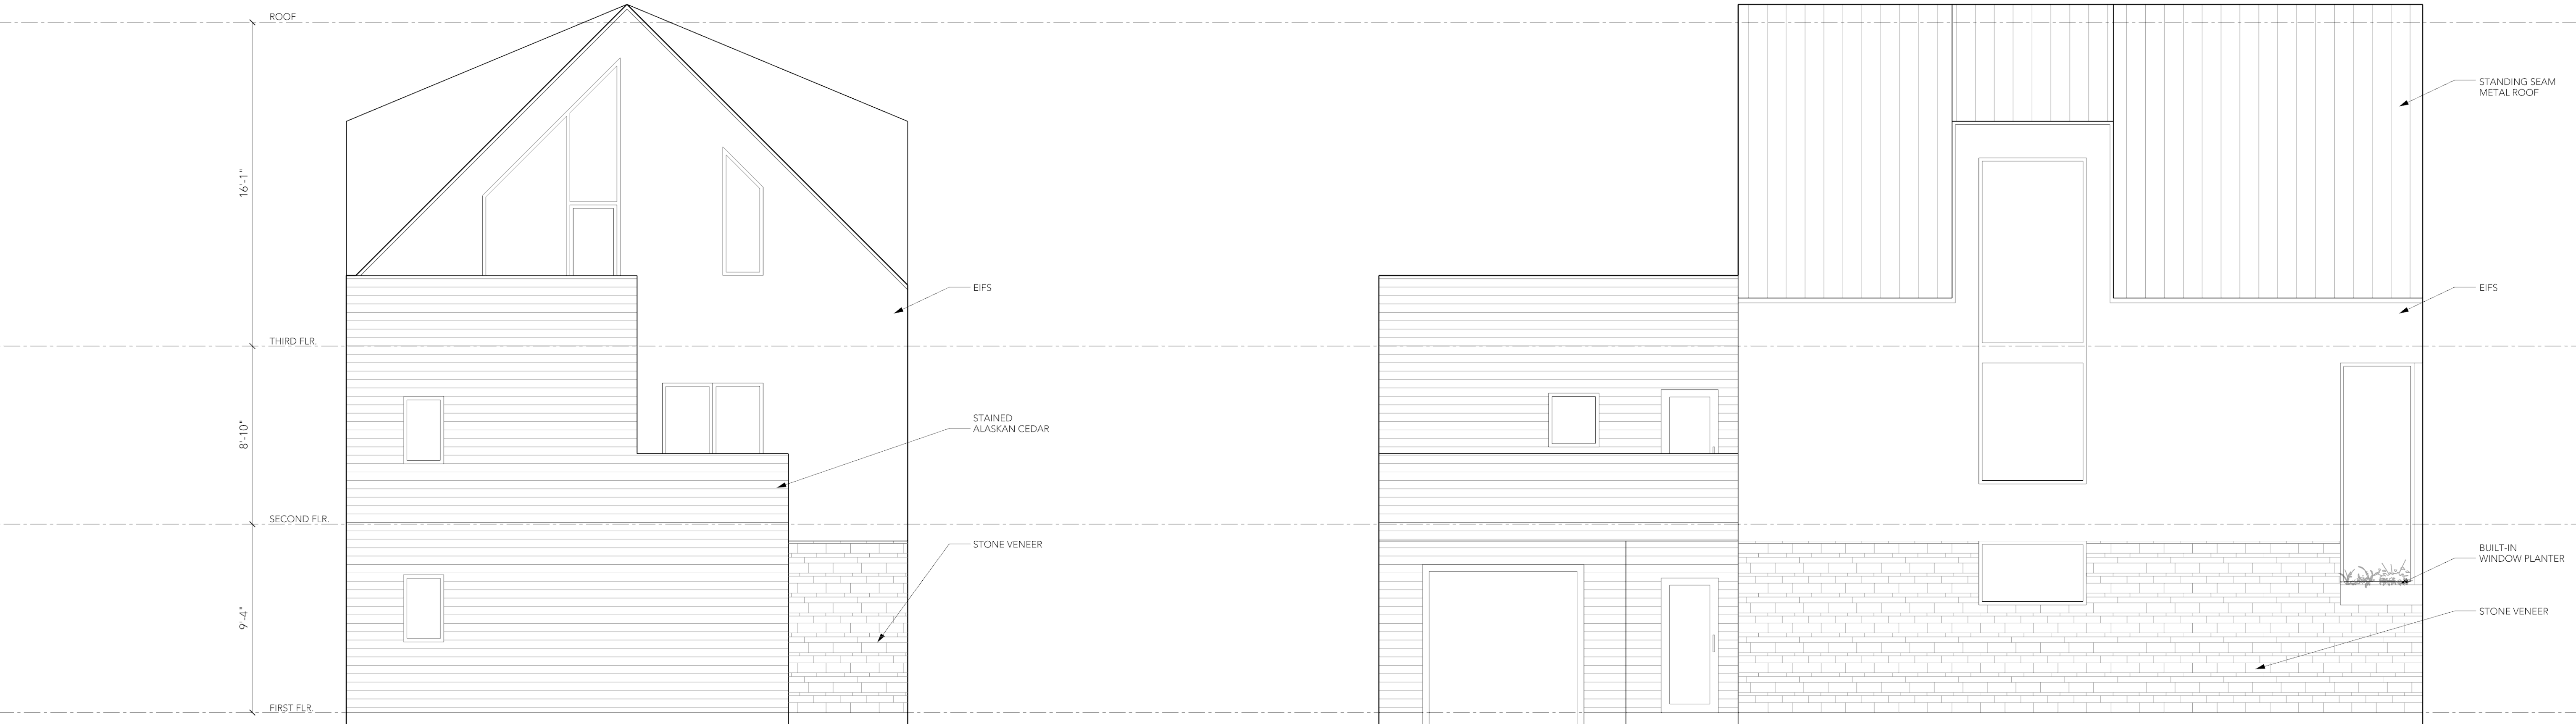 ROOF
16'-1"
THIRD FLR.
8'-10"
SECOND FLR.
9'-4"
FIRST FLR.
EIFS
STAINED
ALASKAN CEDAR
STONE VENEER
STANDING SEAM
METAL ROOF
EIFS
BUILT-IN
WINDOW PLANTER
STONE VENEER